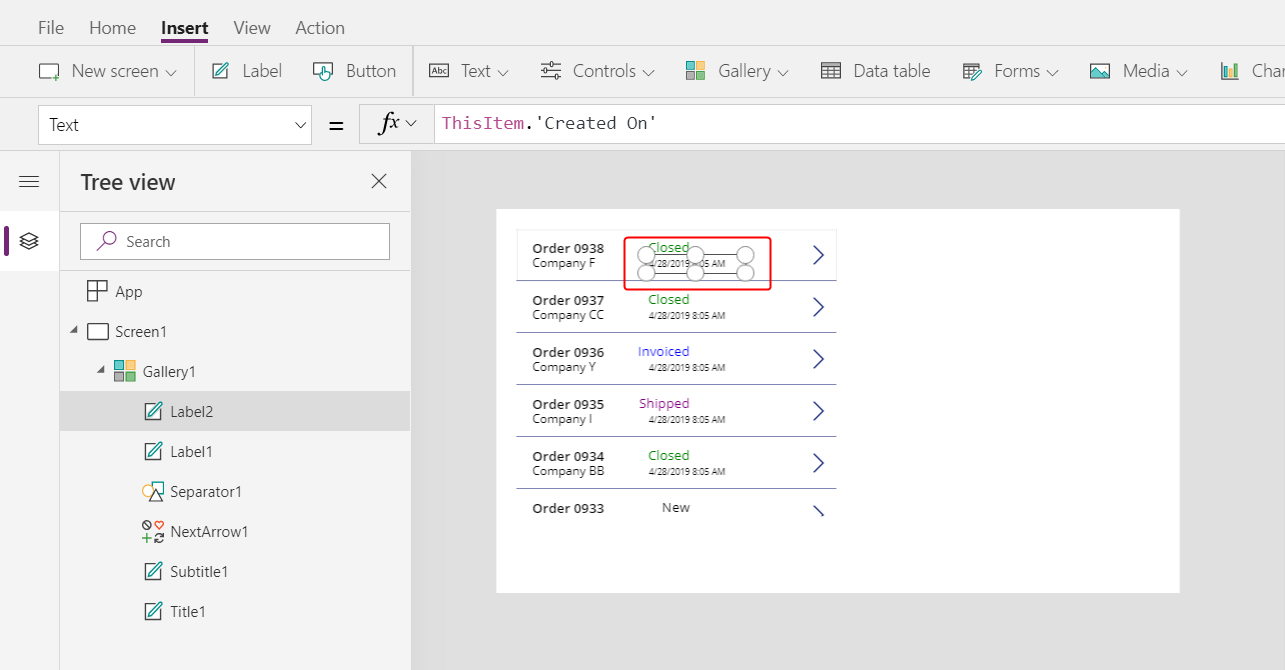 File Home Insert View Action
New screen Label Button Abc Text Controls Gallery Data table Forms Media
Text = fx ThisItem.'Created On'
Tree view
Search
App
Screen1
Gallery1
Label2
Label1
Separator1
NextArrow1
Subtitle1
Title1
Order 0938 Closed
Company F 4/28/2019 AM
Order 0937 Closed
Company CC 4/28/2019 8:05 AM
Order 0936 Invoiced
Company Y 4/28/2019 8:05 AM
Order 0935 Shipped
Company I 4/28/2019 8:05 AM
Order 0934 Closed
Company BB 4/28/2019 8:05 AM
Order 0933 New